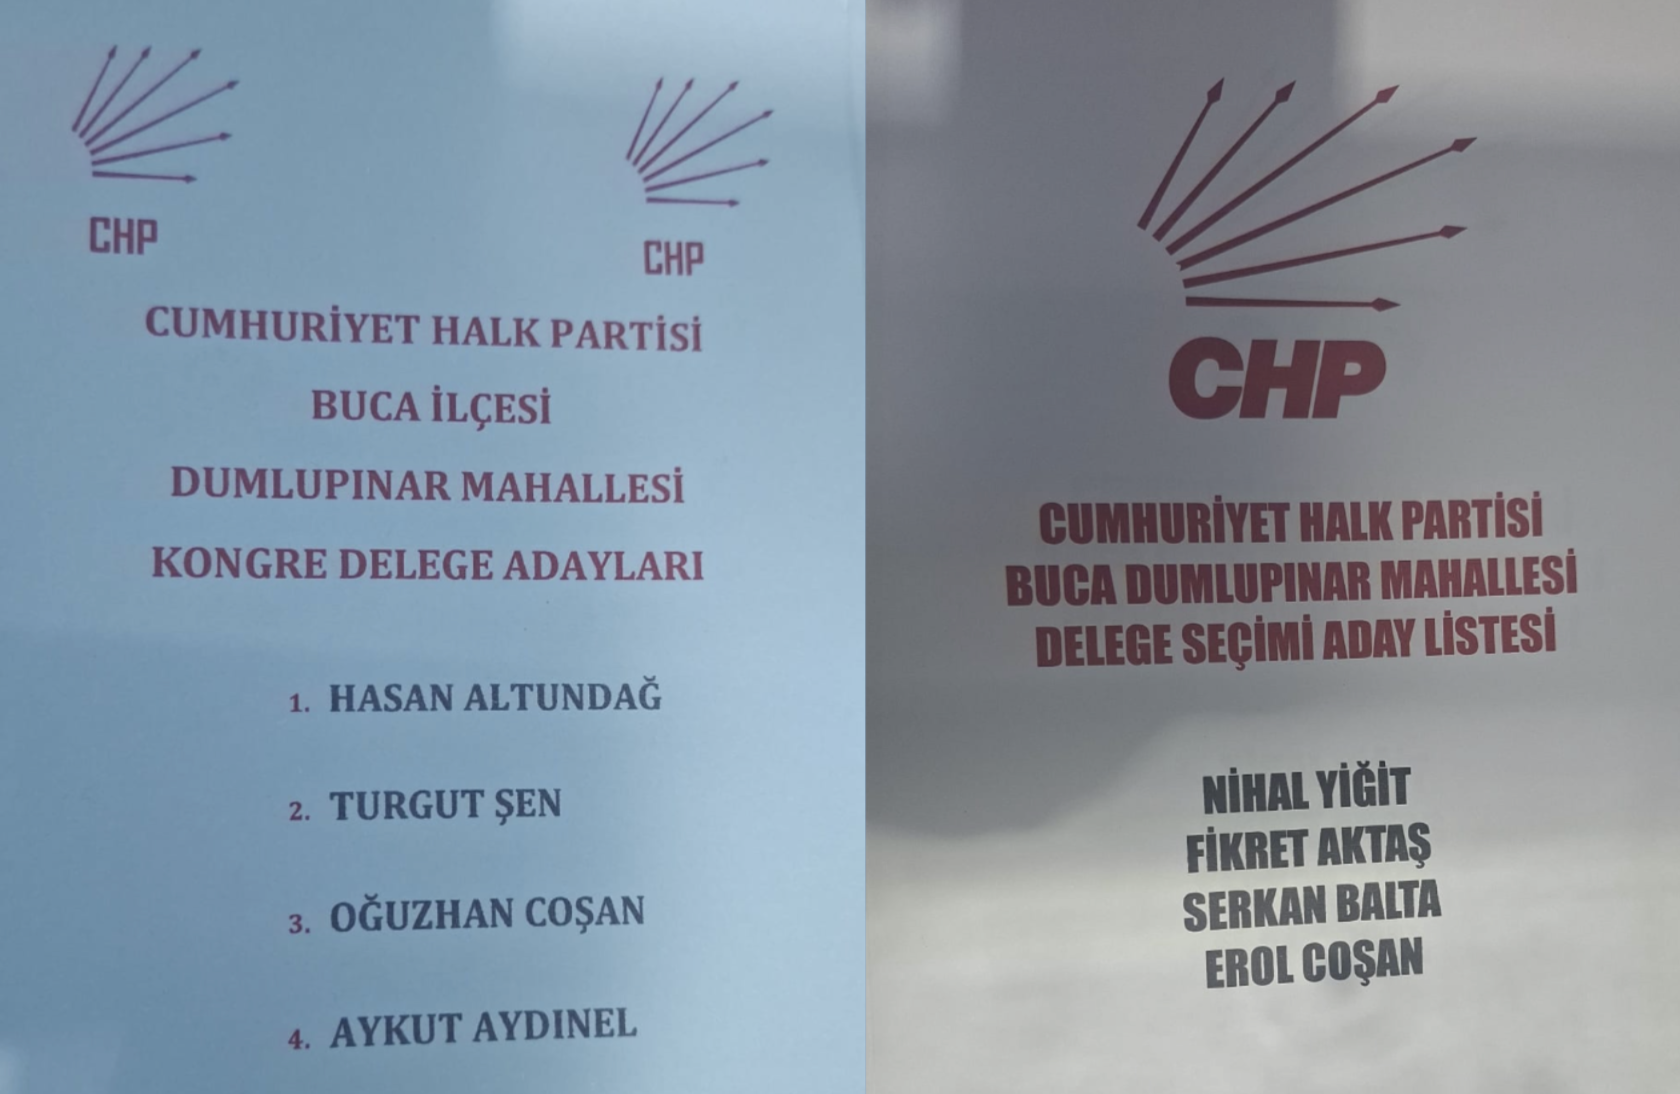 CHP
CHP
CUMHURİYET HALK PARTİSİ
BUCA İLÇESİ
DUMLUPINAR MAHALLESİ
KONGRE DELEGE ADAYLARI
1. HASAN ALTUNDAĞ
2. TURGUT ŞEN
3. OĞUZHAN COŞAN
4. AYKUT AYDINEL
CHP
CUMHURİYET HALK PARTİSİ
BUCA DUMLUPINAR MAHALLESİ
DELEGE SEÇİMİ ADAY LİSTESİ
NİHAL YİĞİT
FİKRET AKTAŞ
SERKAN BALTA
EROL COŞAN